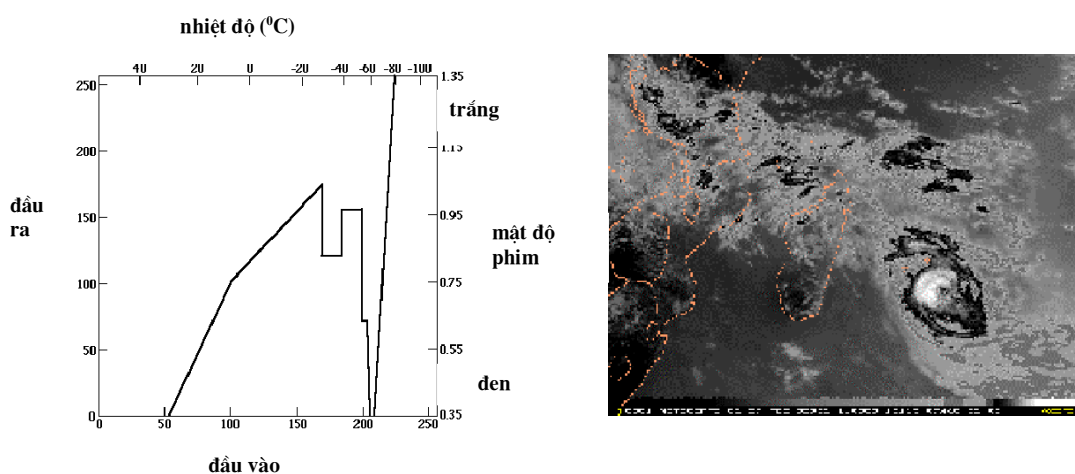 nhiệt độ (⁰C)
40 20 0 -20 -40 -60 -80 -100
250
200
150
100
50
0
đầu
ra
1.35
1.15
0.95
0.75
0.55
0.35
trắng
mật độ
phim
đen
0 50 100 150 200 250
đầu vào